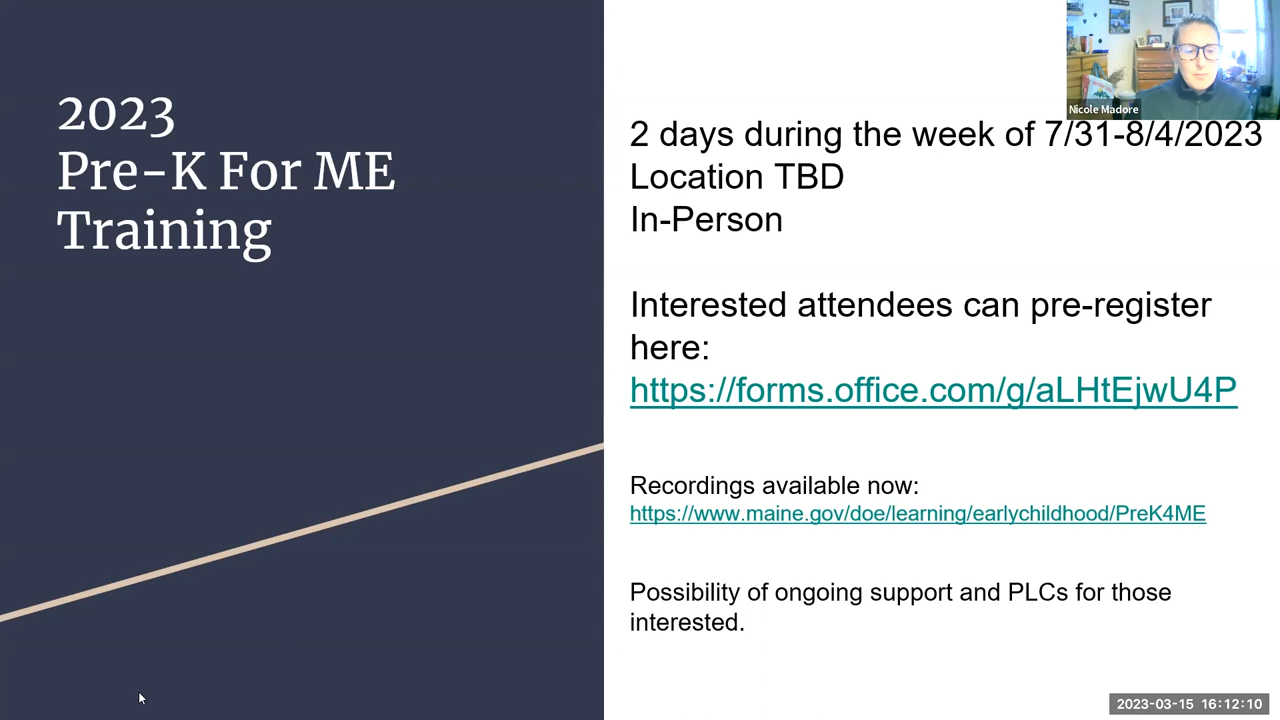 2023
Pre-K For ME
Training
Nicole Madore
2 days during the week of 7/31-8/4/2023
Location TBD
In-Person
Interested attendees can pre-register
here:
https://forms.office.com/g/aLHtEjwU4P
Recordings available now:
https://www.maine.gov/doe/learning/earlychildhood/PreK4ME
Possibility of ongoing support and PLCs for those
interested.
2023-03-15 16:12:10